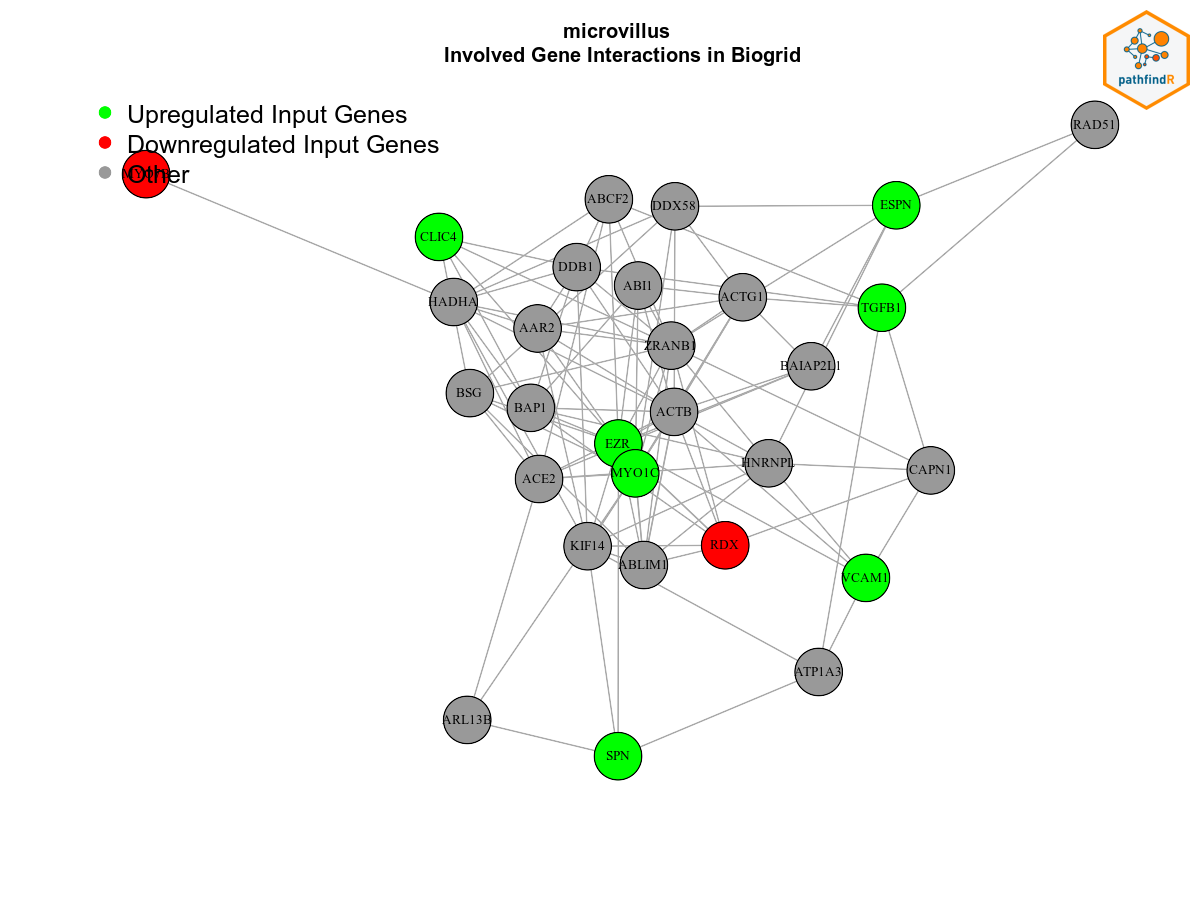 microvillus
Involved Gene Interactions in Biogrid
pathfindR
Upregulated Input Genes
Downregulated Input Genes
Other
RAD51
ABCF2
DDX58
ESPN
CLIC4
DDB1
ABI1
HADHA
ACTG1
TGFB1
AAR2
ZRANB1
BAIAP2L1
BSG
BAP1
ACTB
EZR
MYO1C
HNRNPL
CAPN1
ACE2
KIF14
RDX
ABLIM1
VCAM1
ATP1A3
ARL13B
SPN